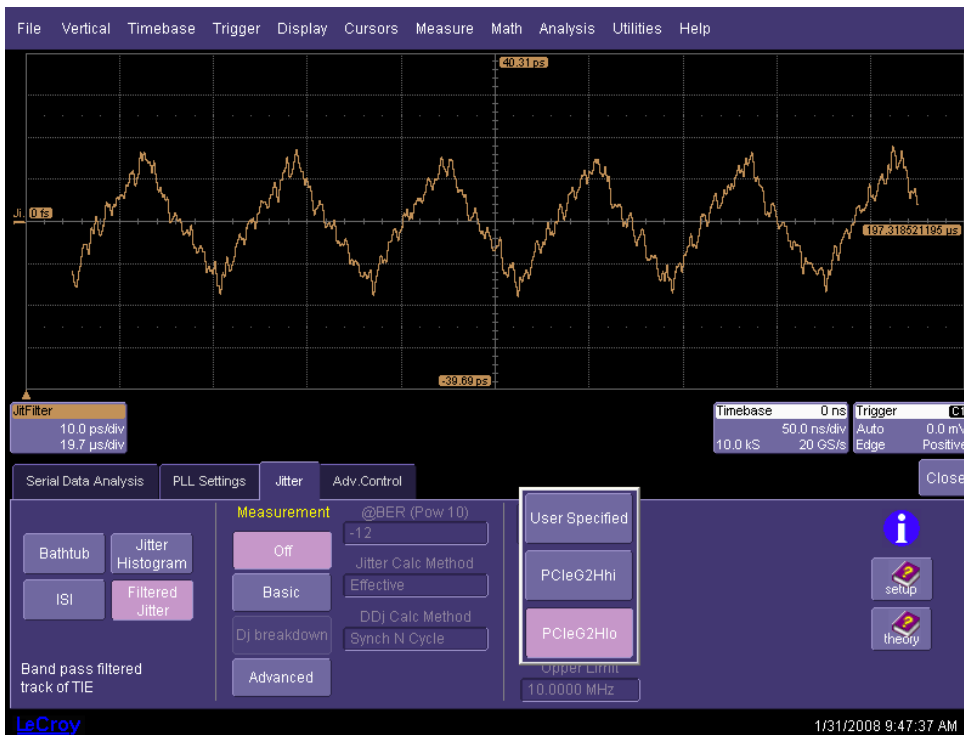 File Vertical Timebase Trigger Display Cursors Measure Math Analysis Utilities Help
40.31 ps
Ji. 0 fs
197.318521195 µs
-39.69 ps
JitFilter
10.0 ps/div
19.7 µs/div
Timebase 0 ns
50.0 ns/div
10.0 kS 20 GS/s
Trigger C1
Auto 0.0 mV
Edge Positive
Serial Data Analysis PLL Settings Jitter Adv.Control
Close
Bathtub
Jitter
Histogram
ISI
Filtered
Jitter
Band pass filtered
track of TIE
Measurement
Off
Basic
Dj breakdown
Advanced
@BER (Pow 10)
-12
Jitter Calc Method
Effective
DDj Calc Method
Synch N Cycle
User Specified
PCIeG2Hhi
PCIeG2Hlo
Upper Limit
10.0000 MHz
i
setup
theory
LeCroy
1/31/2008 9:47:37 AM